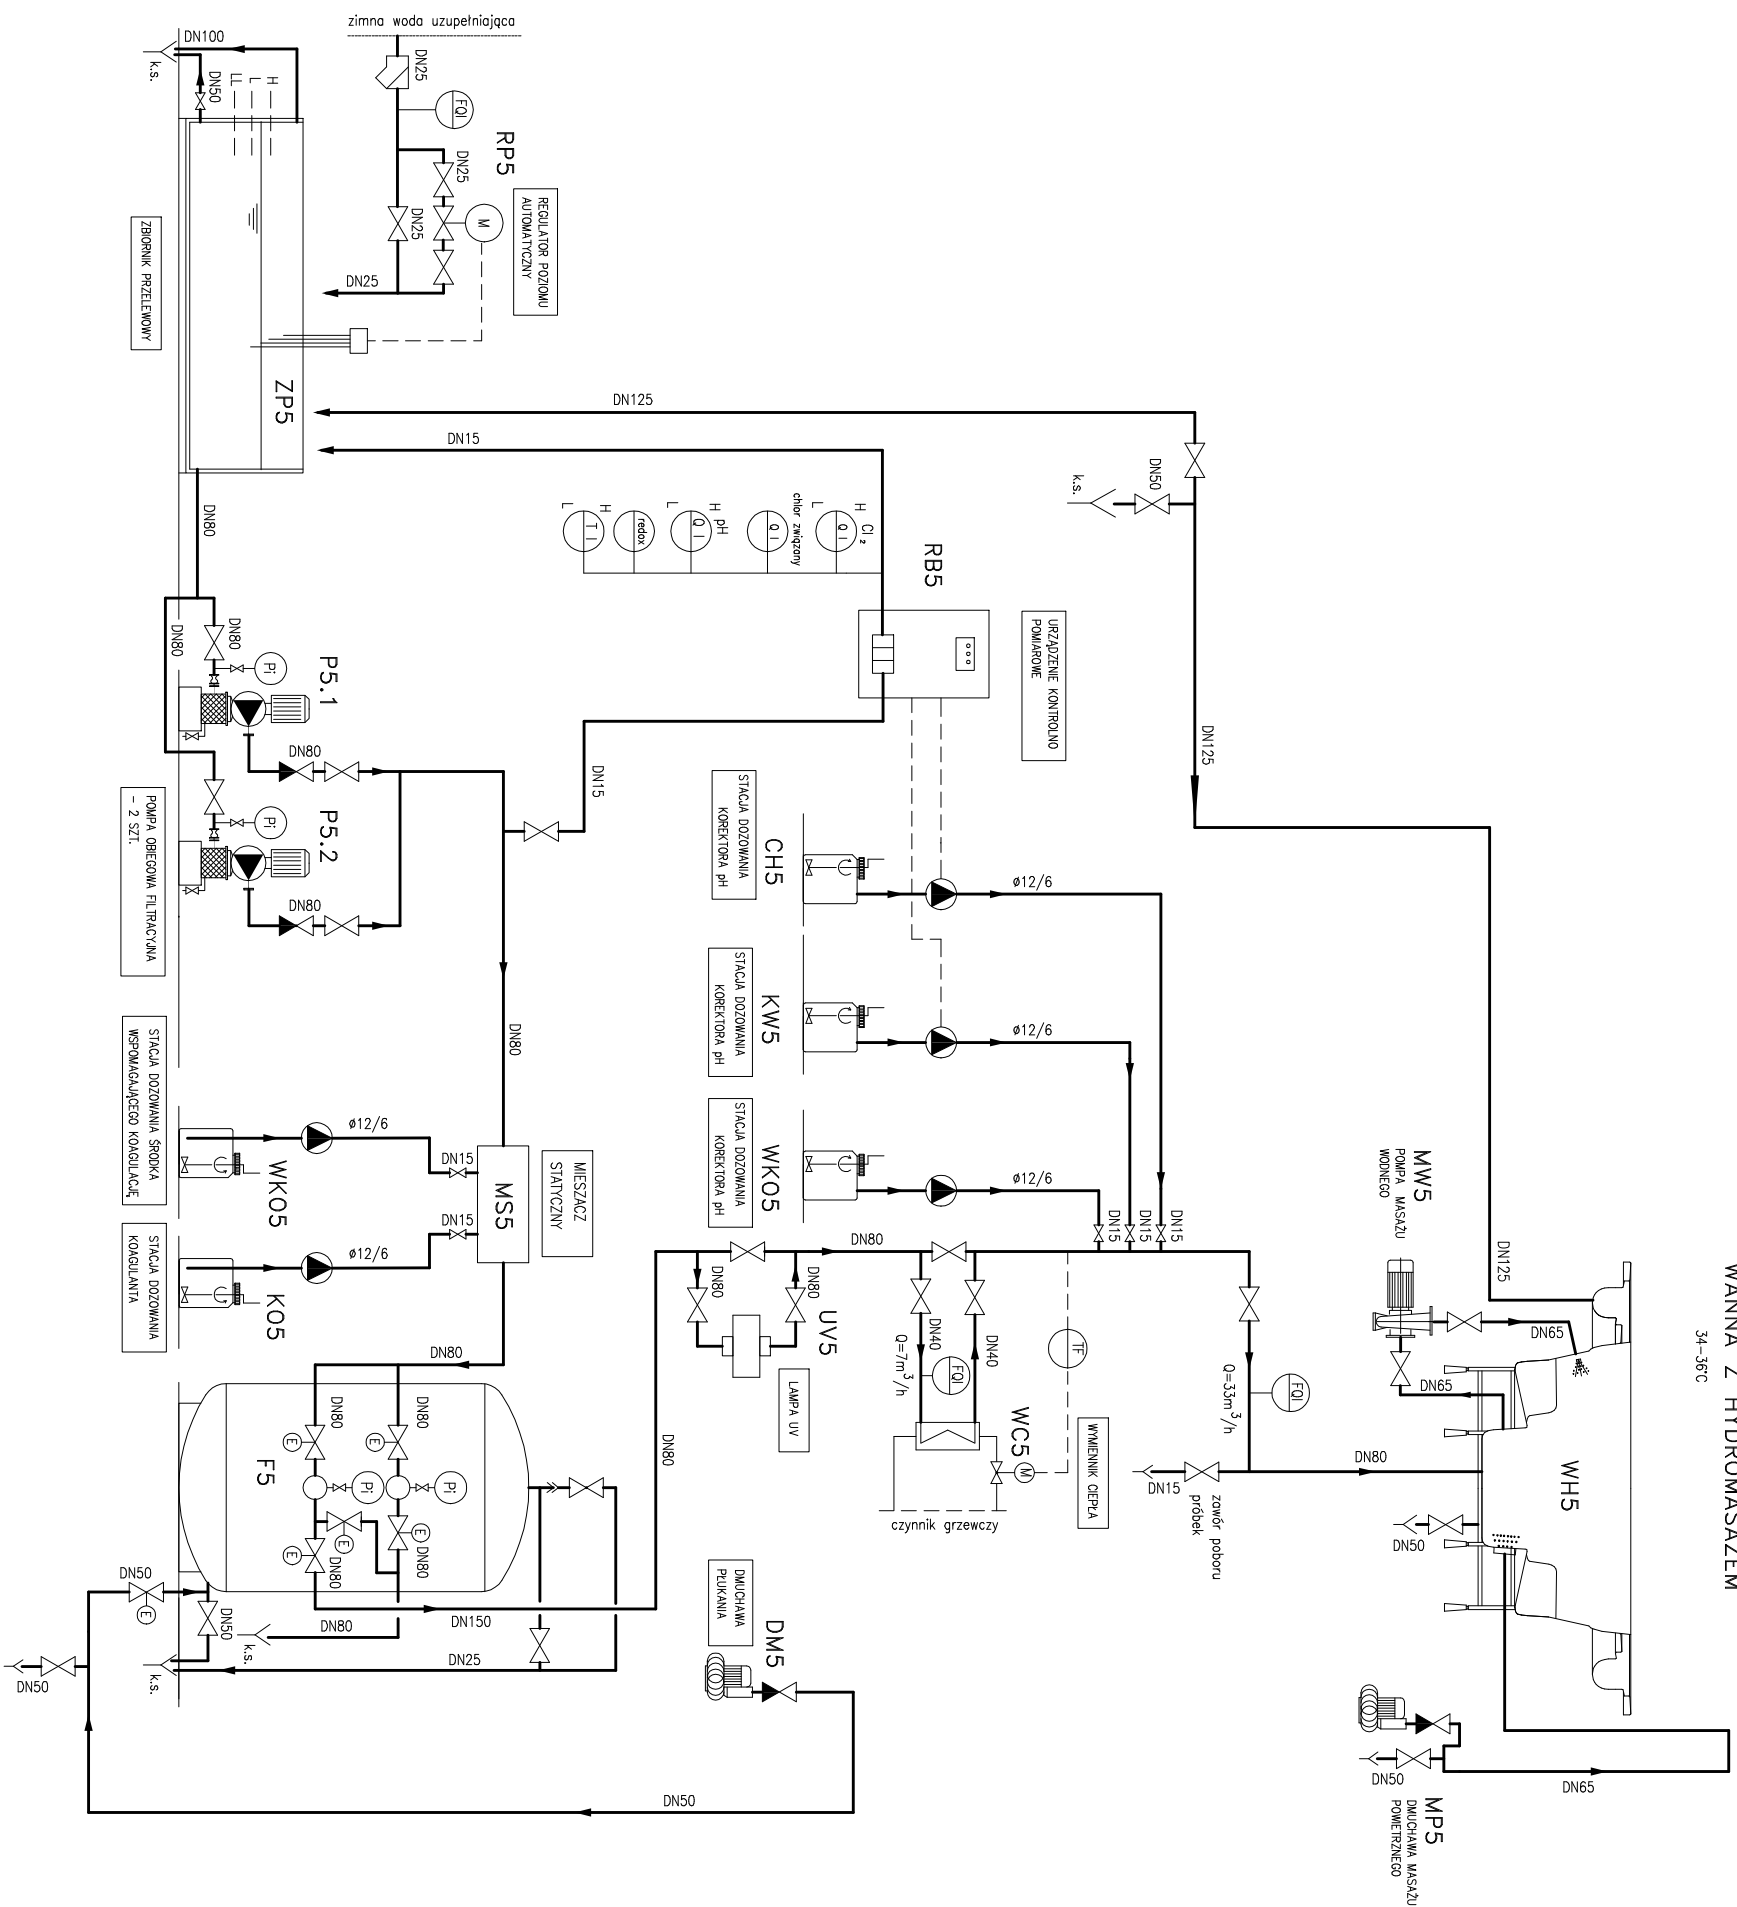 WANNA Z HYDROMASAŻEM
34-36°C
WH5
DN125
MW5
POMPA MASAŻU
WODNEGO
DN65
DN65
DN80
DN50
DN65
DN50
MP5
DMUCHAWA MASAŻU
POWIETRZNEGO
DN125
DN125
DN50
k.s.
FQI
Q=33m³/h
zawór poboru
próbek
DN15
URZĄDZENIE KONTROLNO
POMIAROWE
RB5
DN15
DN15
H
Cl₂
Q I
L
chlor związany
Q I
H
pH
Q I
L
redox
H
T I
L
STACJA DOZOWANIA
KOREKTORA pH
CH5
ø12/6
STACJA DOZOWANIA
KOREKTORA pH
KW5
ø12/6
STACJA DOZOWANIA
KOREKTORA pH
WKO5
ø12/6
DN15
DN15
DN15
TF
WYMIENNIK CIEPŁA
WC5
M
czynnik grzewczy
FQI
DN40
DN40
Q=7m³/h
DN80
DN80
DN80
UV5
LAMPA UV
DN80
DMUCHAWA
PŁUKANIA
DM5
DN50
zimna woda uzupełniająca
DN25
FQI
RP5
REGULATOR POZIOMU
AUTOMATYCZNY
DN25
M
DN25
DN25
DN100
DN50
k.s.
H
L
LL
ZP5
ZBIORNIK PRZELEWOWY
DN80
DN80
DN80
Pi
P5.1
DN80
Pi
P5.2
DN80
POMPA OBIEGOWA FILTRACYJNA
- 2 SZT.
DN80
MIESZACZ
STATYCZNY
MS5
DN15
DN15
ø12/6
WKO5
STACJA DOZOWANIA ŚRODKA
WSPOMAGAJĄCEGO KOAGULACJĘ
ø12/6
KO5
STACJA DOZOWANIA
KOAGULANTA
DN80
DN80
DN80
E
E
Pi
Pi
F5
E
E
E
DN80
DN80
DN150
DN80
k.s.
DN25
k.s.
DN50
DN50
E
DN50